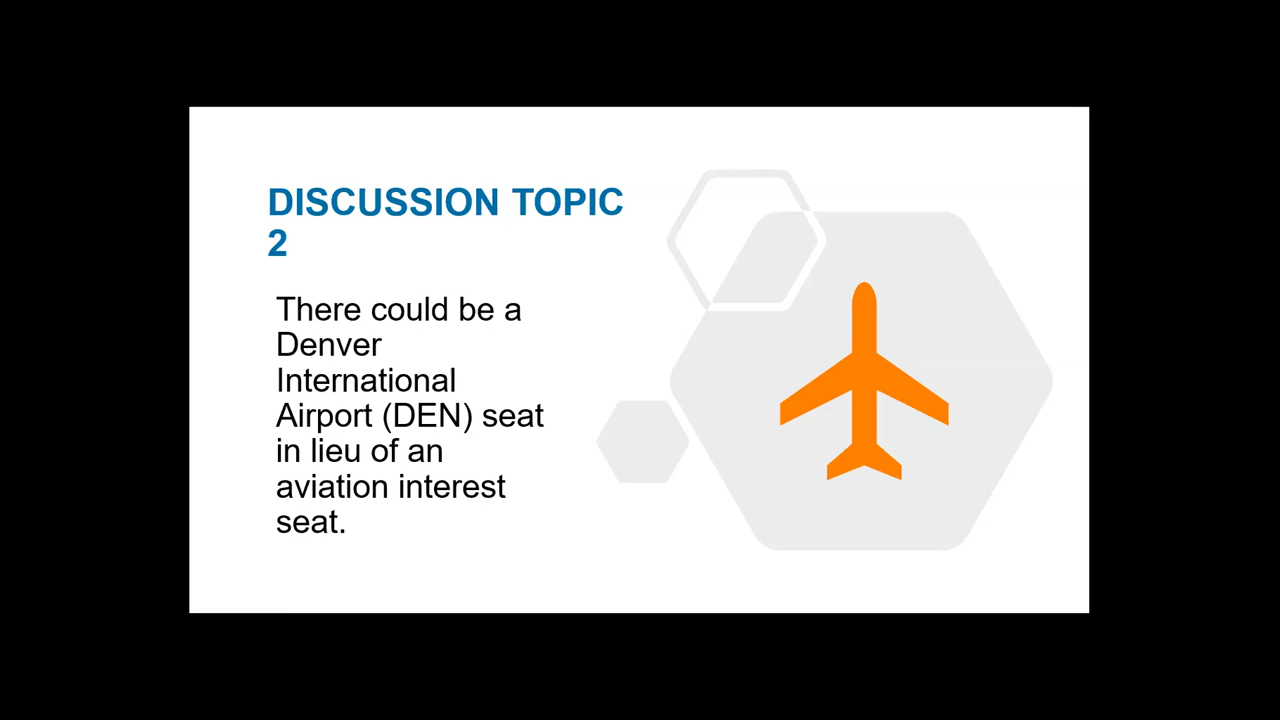 DISCUSSION TOPIC
2
There could be a
Denver
International
Airport (DEN) seat
in lieu of an
aviation interest
seat.